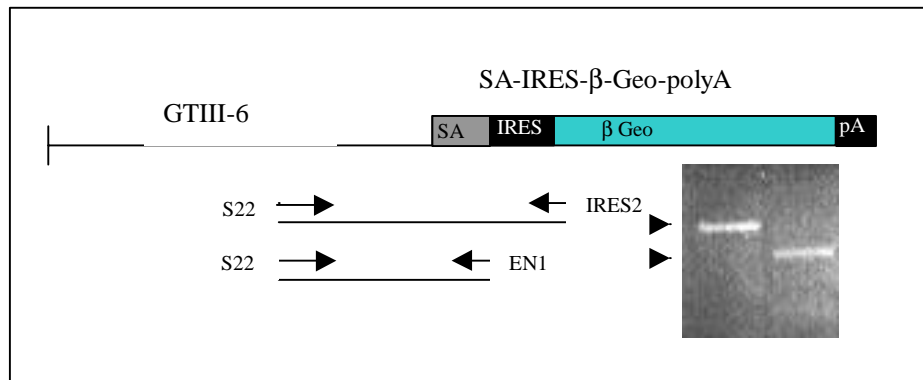 SA-IRES-β-Geo-polyA
GTIII-6
SA IRES β Geo pA
S22 IRES2
S22 EN1